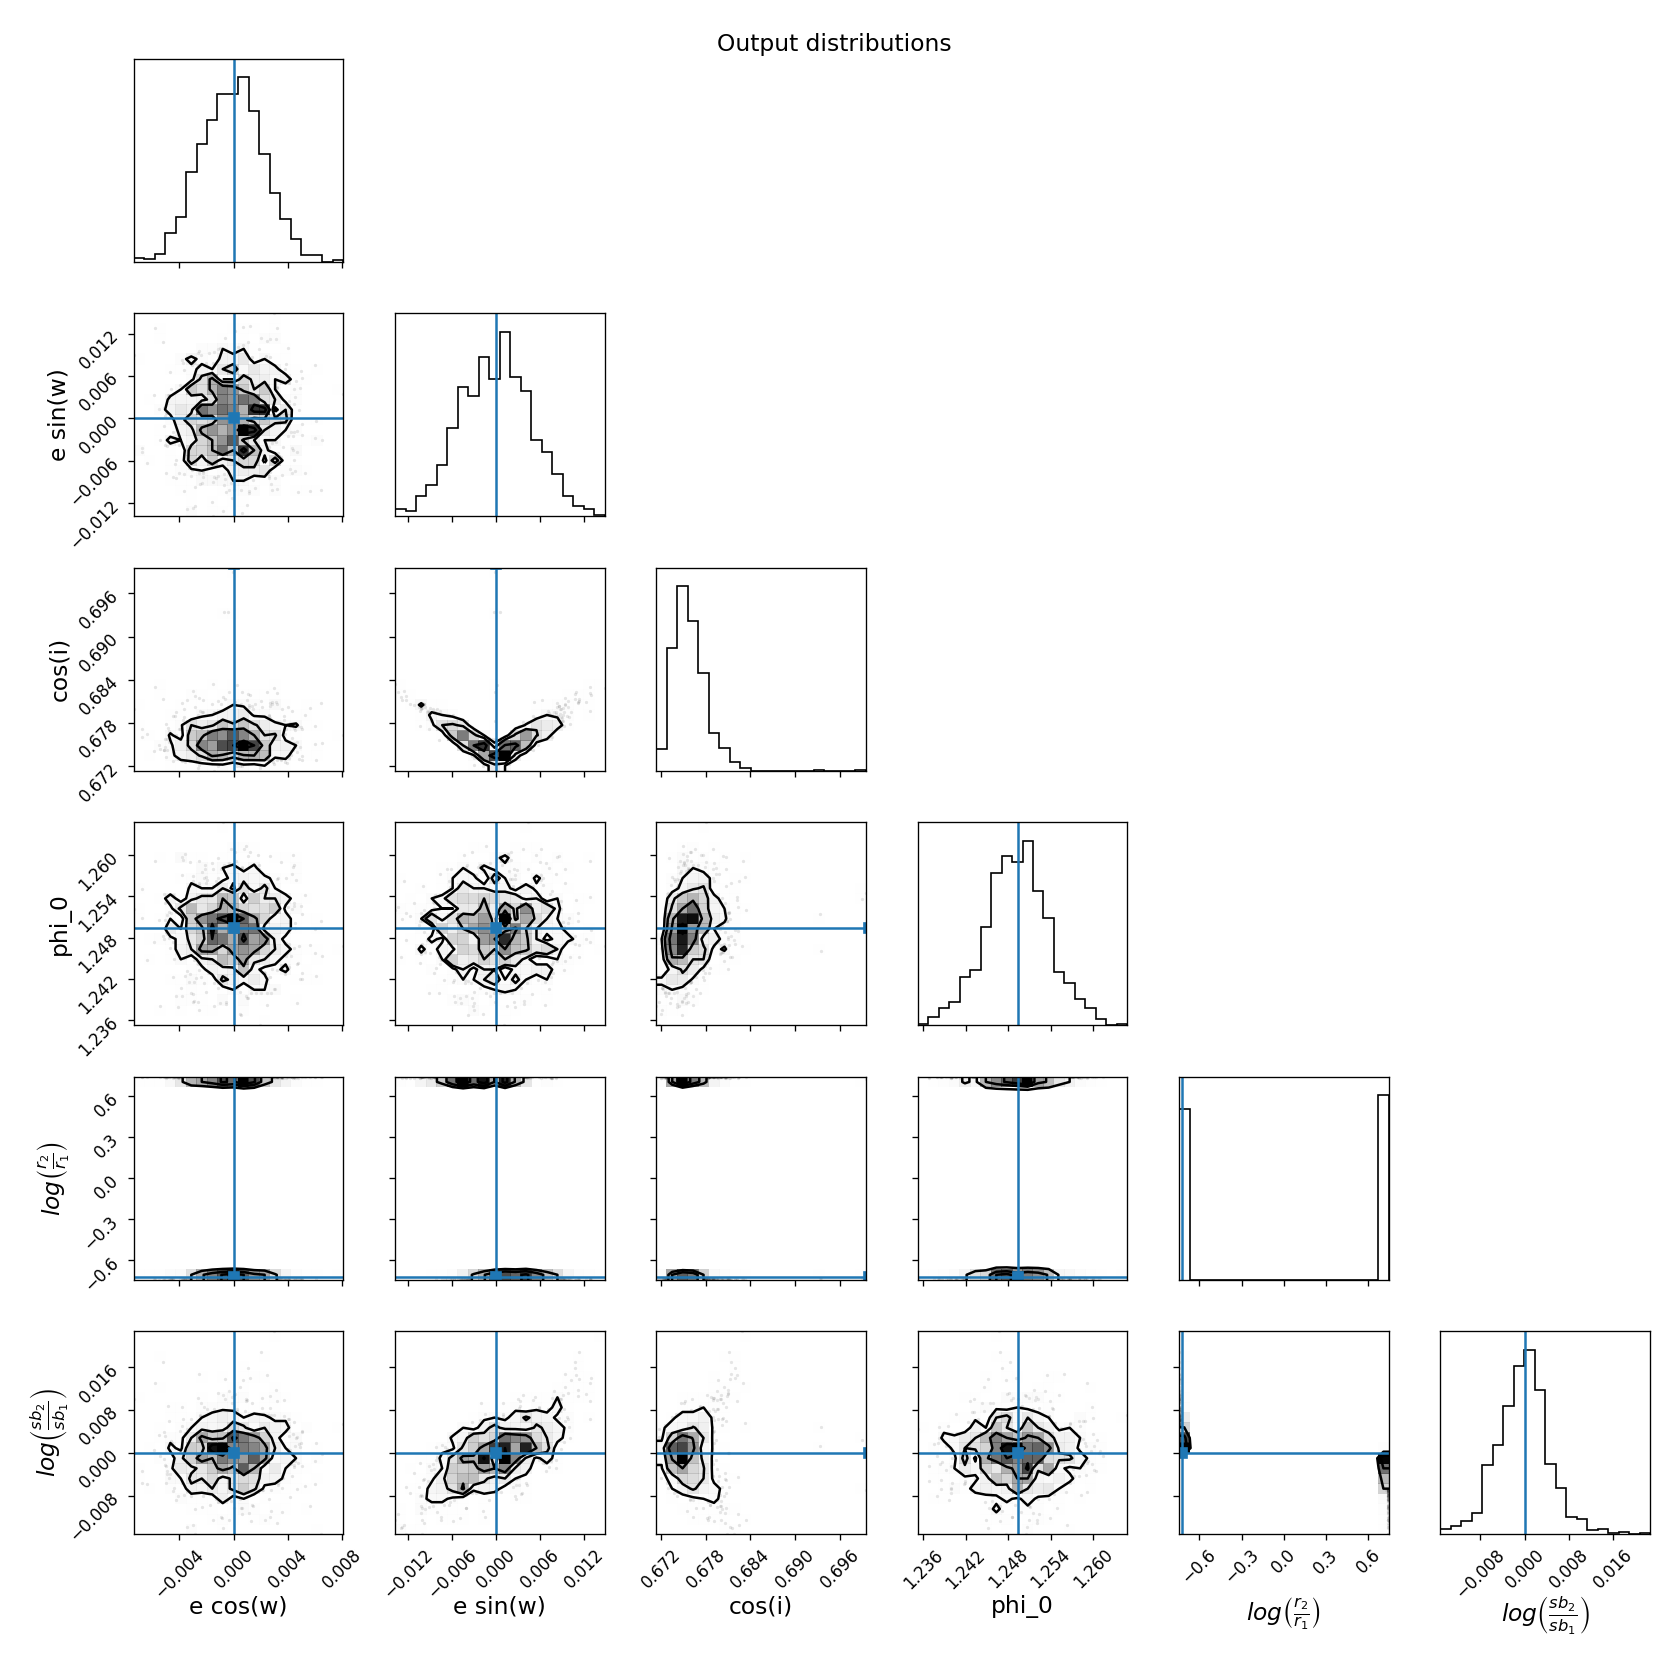 Output distributions
0.012
0.006
0.000
−0.006
−0.012
e sin(w)
0.696
0.690
0.684
0.678
0.672
cos(i)
1.260
1.254
1.248
1.242
1.236
phi_0
0.6
0.3
0.0
−0.3
−0.6
log(r₂/r₁)
0.016
0.008
0.000
−0.008
log(sb₂/sb₁)
−0.004 0.000 0.004 0.008
e cos(w)
−0.012 −0.006 0.000 0.006 0.012
e sin(w)
0.672 0.678 0.684 0.690 0.696
cos(i)
1.236 1.242 1.248 1.254 1.260
phi_0
−0.6 −0.3 0.0 0.3 0.6
log(r₂/r₁)
−0.008 0.000 0.008 0.016
log(sb₂/sb₁)